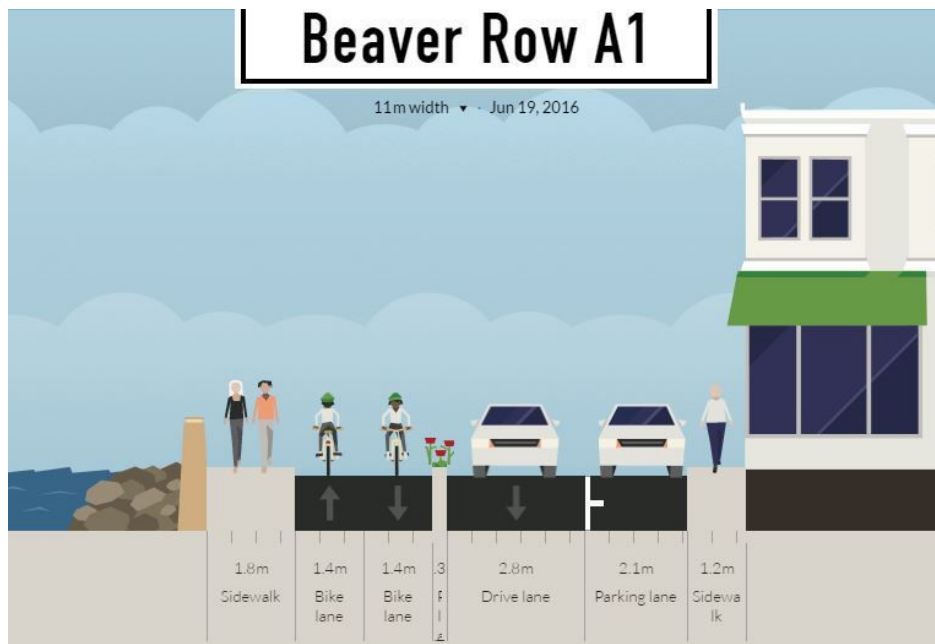 Beaver Row A1
11m width ▼ · Jun 19, 2016
1.8m 1.4m 1.4m .3 2.8m 2.1m 1.2m
Sidewalk Bike Bike Drive lane Parking lane Sidewa
lane lane lk